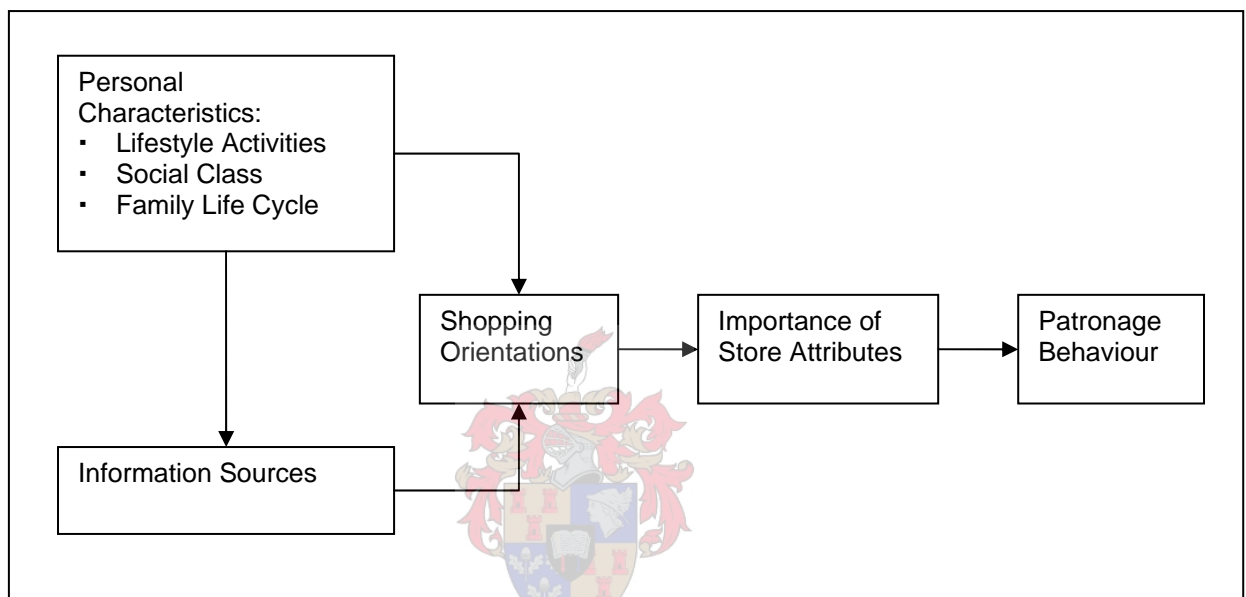 Personal
Characteristics:
▪ Lifestyle Activities
▪ Social Class
▪ Family Life Cycle
Shopping
Orientations
Importance of
Store Attributes
Patronage
Behaviour
Information Sources